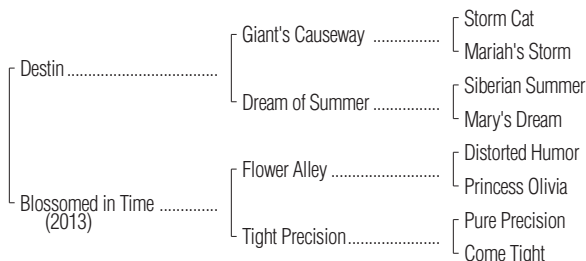 Storm Cat
Giant's Causeway ................
Mariah's Storm
Destin .....................................
Siberian Summer
Dream of Summer ..............
Mary's Dream
Distorted Humor
Flower Alley ..........................
Princess Olivia
Blossomed in Time ..............
(2013)
Pure Precision
Tight Precision ....................
Come Tight